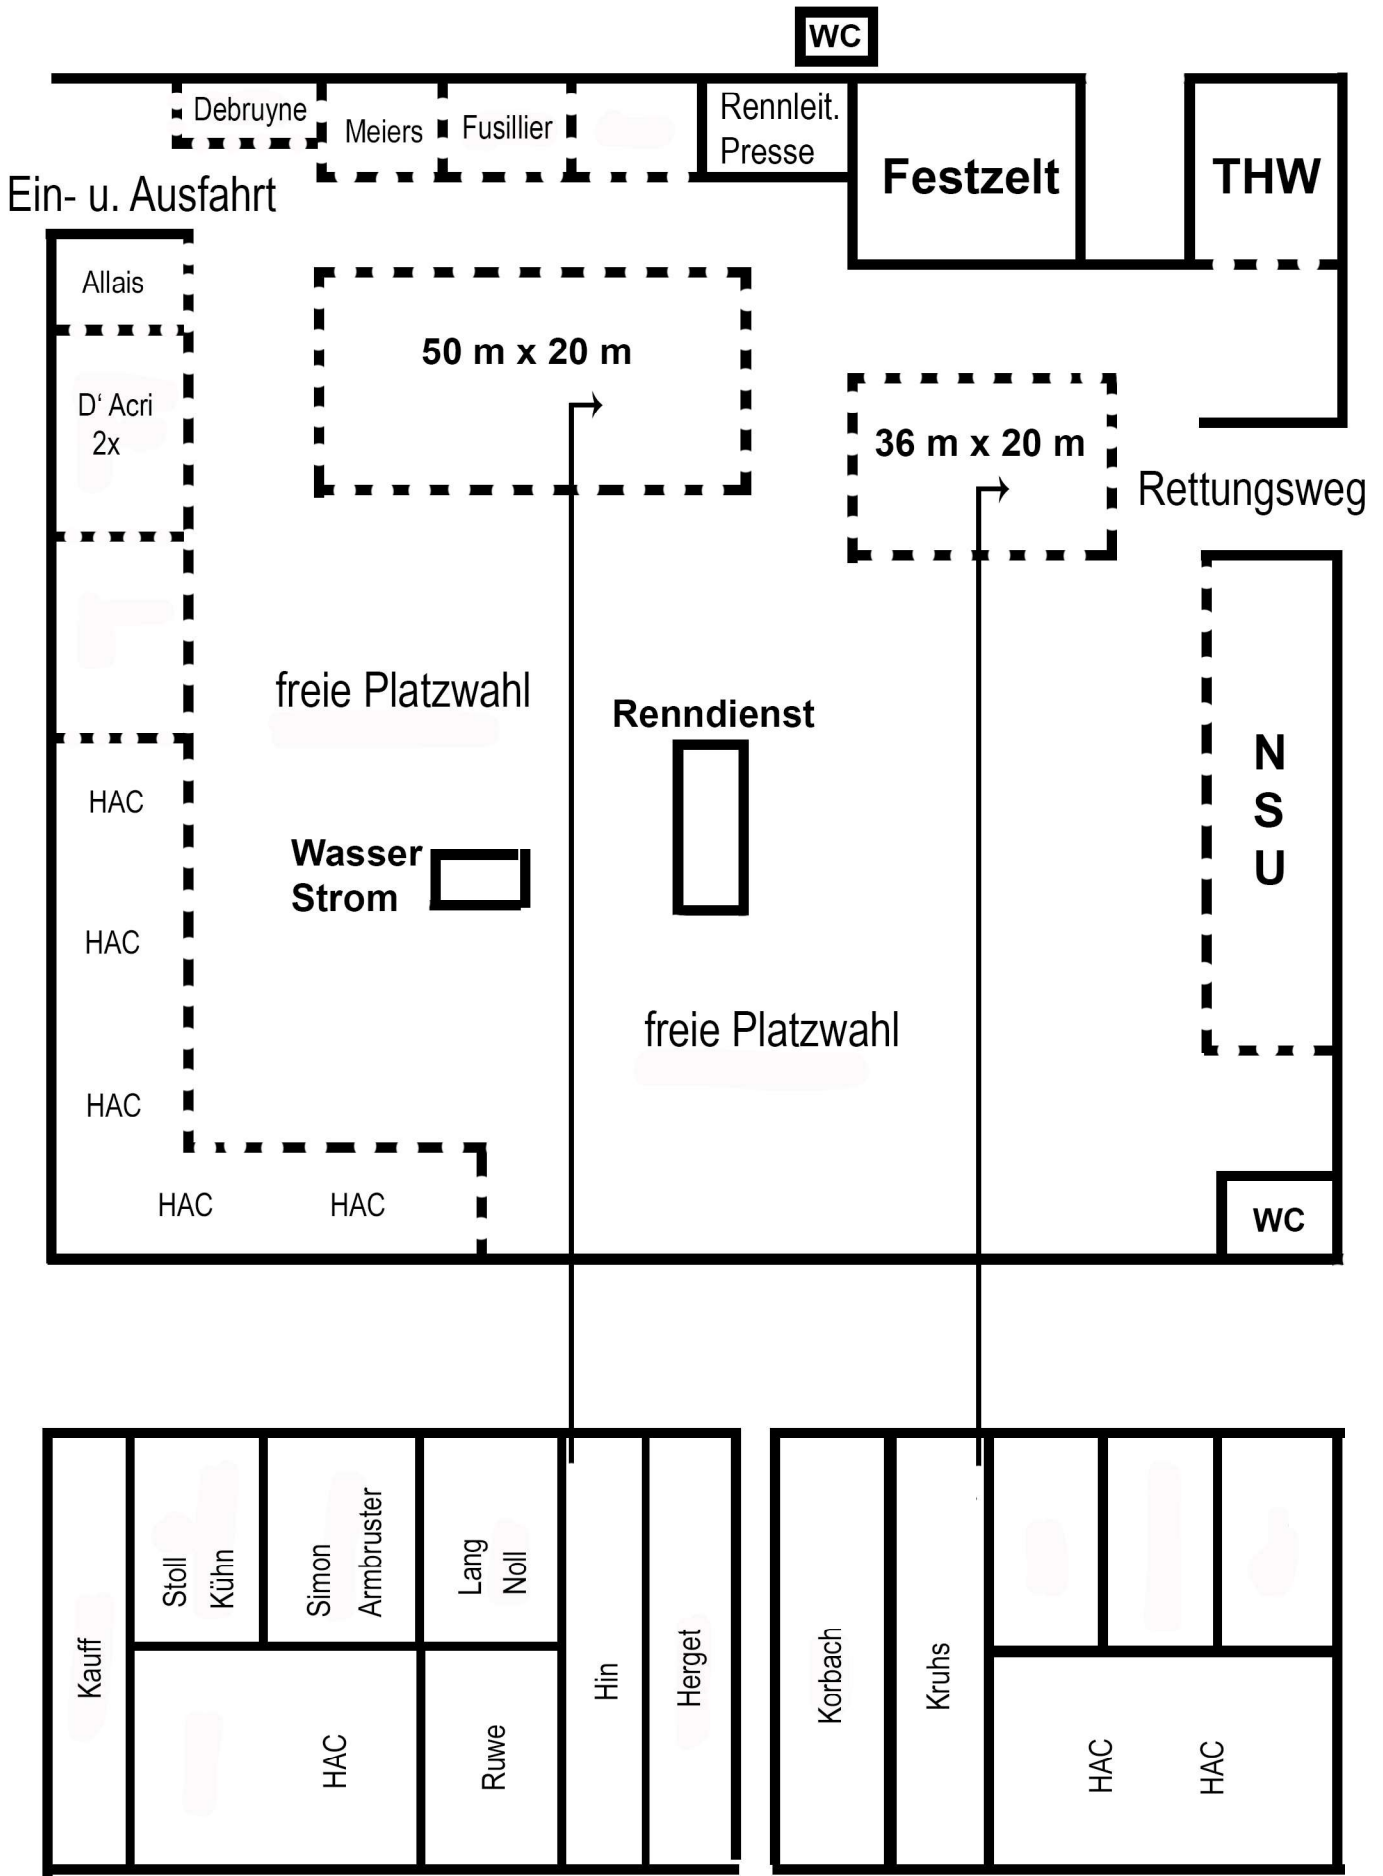 WC
Debruyne
Meiers
Fusillier
Rennleit.
Presse
Festzelt
THW
Ein- u. Ausfahrt
Allais
50 m x 20 m
D‘ Acri
2x
36 m x 20 m
Rettungsweg
freie Platzwahl
Renndienst
N
S
U
HAC
Wasser
Strom
HAC
freie Platzwahl
HAC
HAC
HAC
WC
Kauff
Stoll
Kühn
Simon
Armbruster
Lang
Noll
HAC
Ruwe
Hin
Herget
Korbach
Kruhs
HAC
HAC